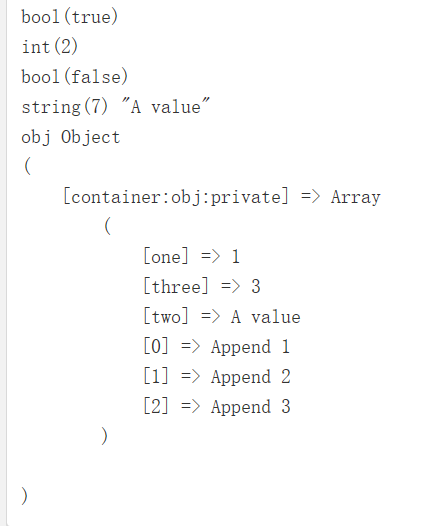 bool(true)
int(2)
bool(false)
string(7) "A value"
obj Object
(
    [container:obj:private] => Array
        (
            [one] => 1
            [three] => 3
            [two] => A value
            [0] => Append 1
            [1] => Append 2
            [2] => Append 3
        )

)